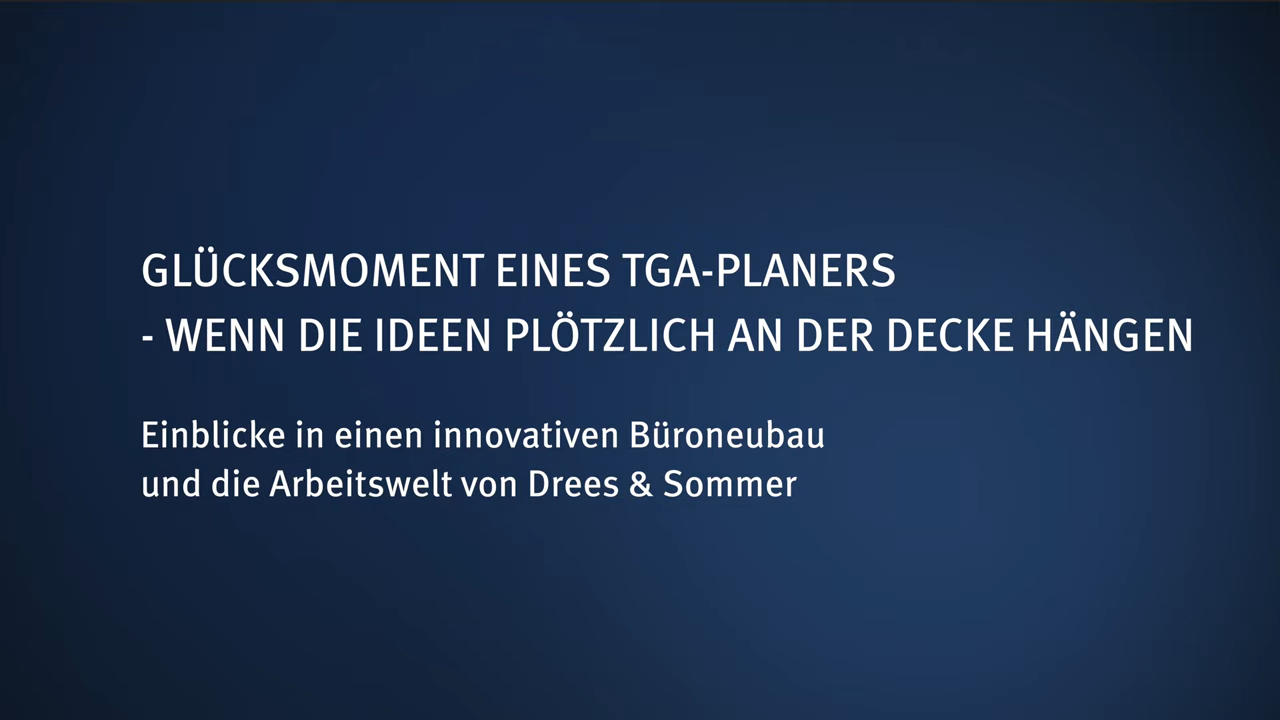 GLÜCKSMOMENT EINES TGA-PLANERS
- WENN DIE IDEEN PLÖTZLICH AN DER DECKE HÄNGEN
Einblicke in einen innovativen Büroneubau
und die Arbeitswelt von Drees & Sommer